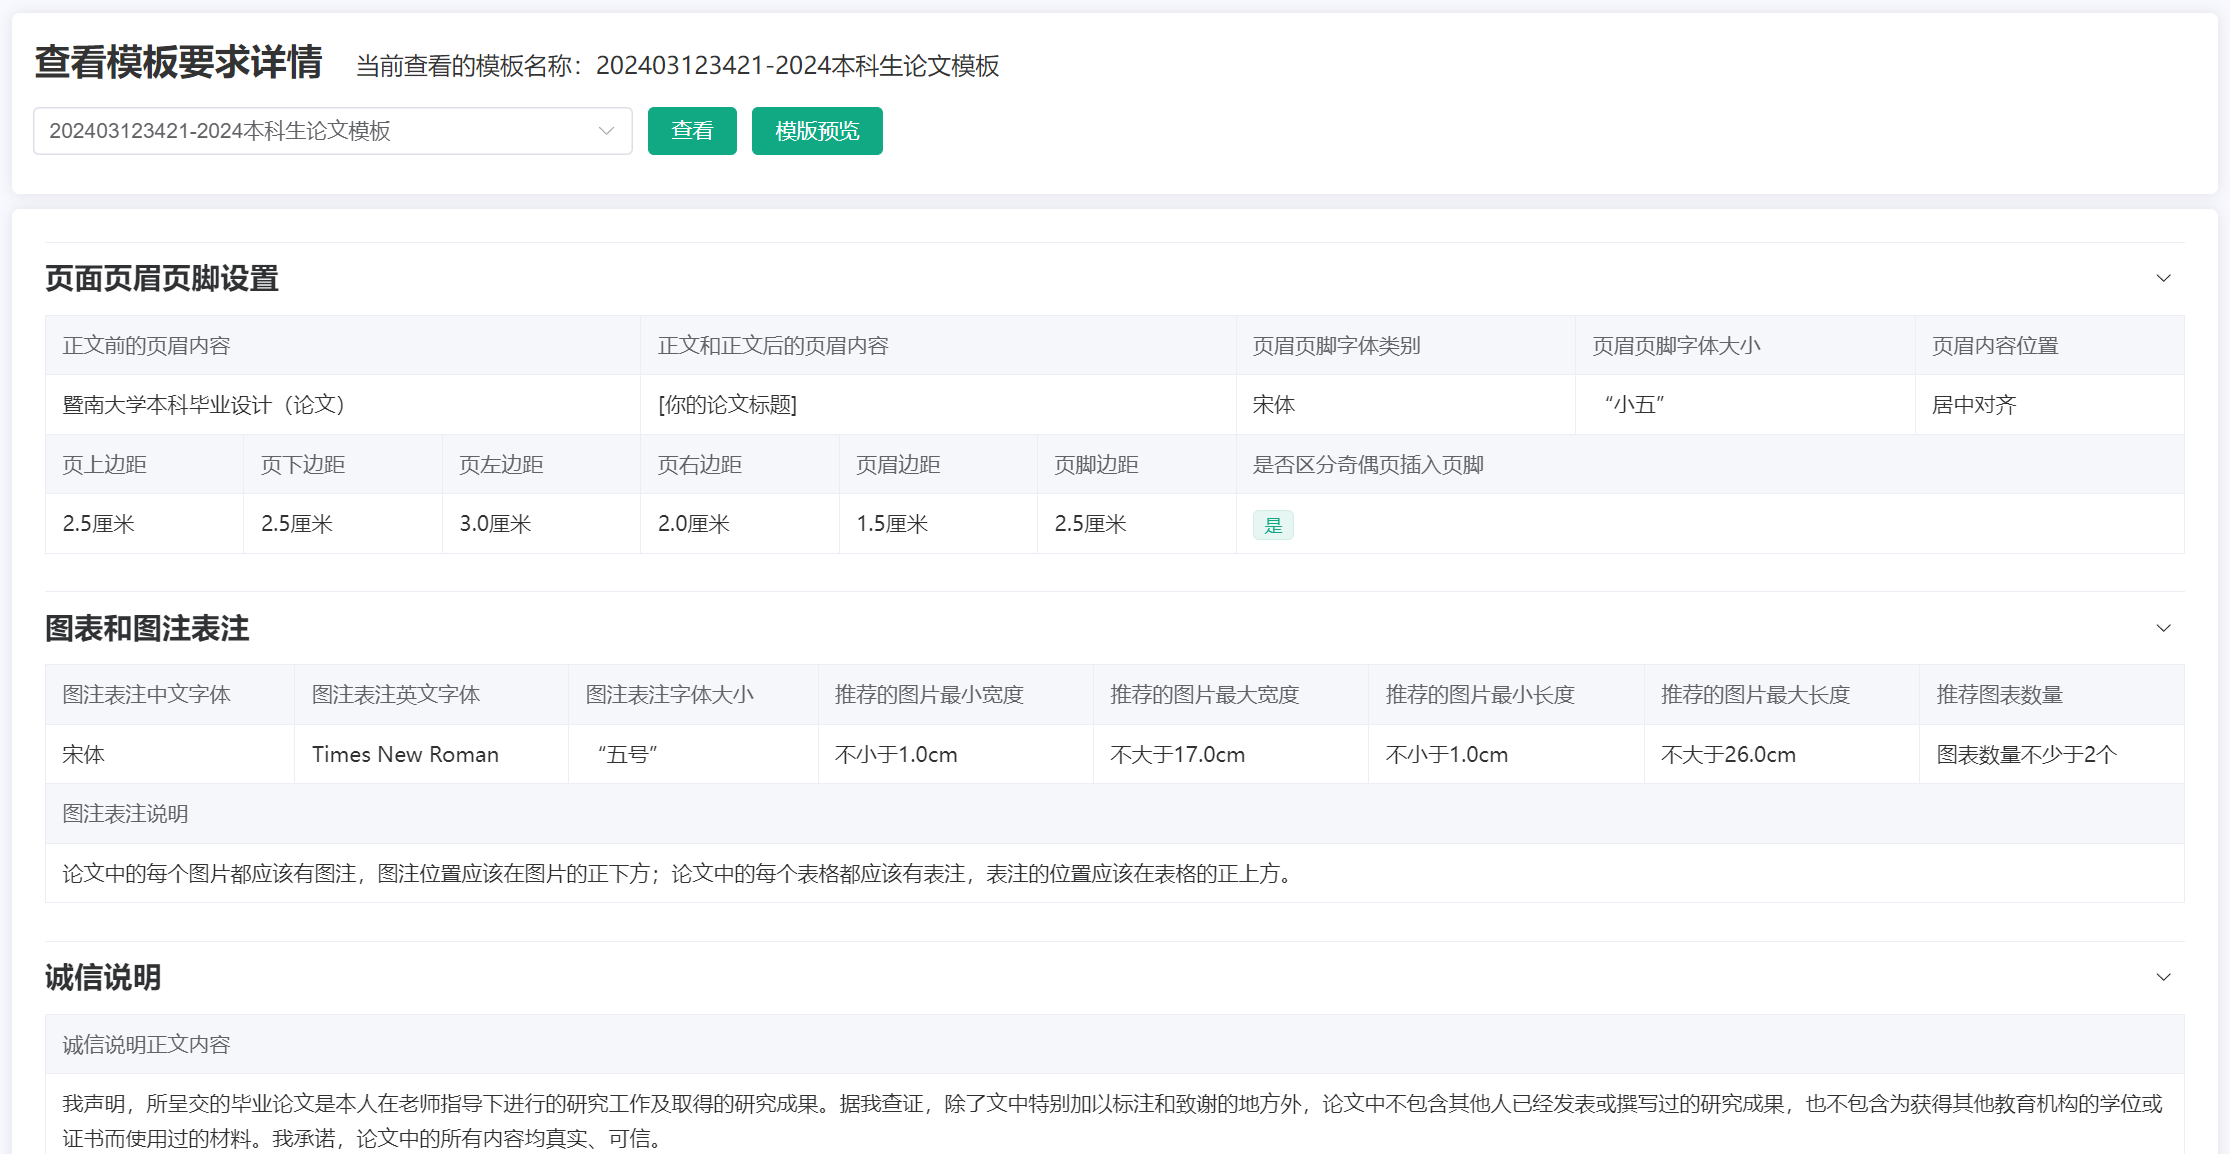 查看模板要求详情 当前查看的模板名称：202403123421-2024本科生论文模板
202403123421-2024本科生论文模板 查看 模版预览
页面页眉页脚设置
正文前的页眉内容 正文和正文后的页眉内容 页眉页脚字体类别 页眉页脚字体大小 页眉内容位置
暨南大学本科毕业设计（论文） [你的论文标题] 宋体 “小五” 居中对齐
页上边距 页下边距 页左边距 页右边距 页眉边距 页脚边距 是否区分奇偶页插入页脚
2.5厘米 2.5厘米 3.0厘米 2.0厘米 1.5厘米 2.5厘米 是
图表和图注表注
图注表注中文字体 图注表注英文字体 图注表注字体大小 推荐的图片最小宽度 推荐的图片最大宽度 推荐的图片最小长度 推荐的图片最大长度 推荐图表数量
宋体 Times New Roman “五号” 不小于1.0cm 不大于17.0cm 不小于1.0cm 不大于26.0cm 图表数量不少于2个
图注表注说明
论文中的每个图片都应该有图注，图注位置应该在图片的正下方；论文中的每个表格都应该有表注，表注的位置应该在表格的正上方。
诚信说明
诚信说明正文内容
我声明，所呈交的毕业论文是本人在老师指导下进行的研究工作及取得的研究成果。据我查证，除了文中特别加以标注和致谢的地方外，论文中不包含其他人已经发表或撰写过的研究成果，也不包含为获得其他教育机构的学位或
证书而使用过的材料。我承诺，论文中的所有内容均真实、可信。